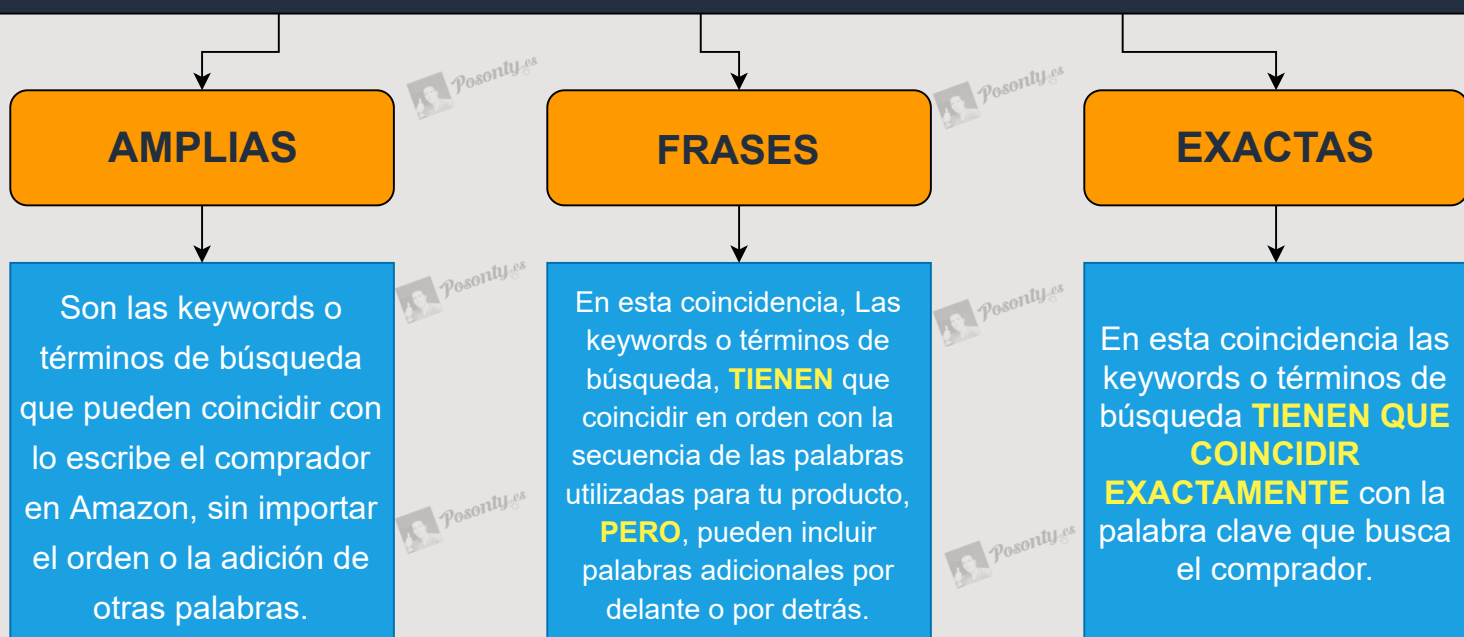 AMPLIAS
Son las keywords o
términos de búsqueda
que pueden coincidir con
lo escribe el comprador
en Amazon, sin importar
el orden o la adición de
otras palabras.
FRASES
En esta coincidencia, Las
keywords o términos de
búsqueda, TIENEN que
coincidir en orden con la
secuencia de las palabras
utilizadas para tu producto,
PERO, pueden incluir
palabras adicionales por
delante o por detrás.
EXACTAS
En esta coincidencia las
keywords o términos de
búsqueda TIENEN QUE
COINCIDIR
EXACTAMENTE con la
palabra clave que busca
el comprador.
Posonty.es
Posonty.es
Posonty.es
Posonty.es
Posonty.es
Posonty.es